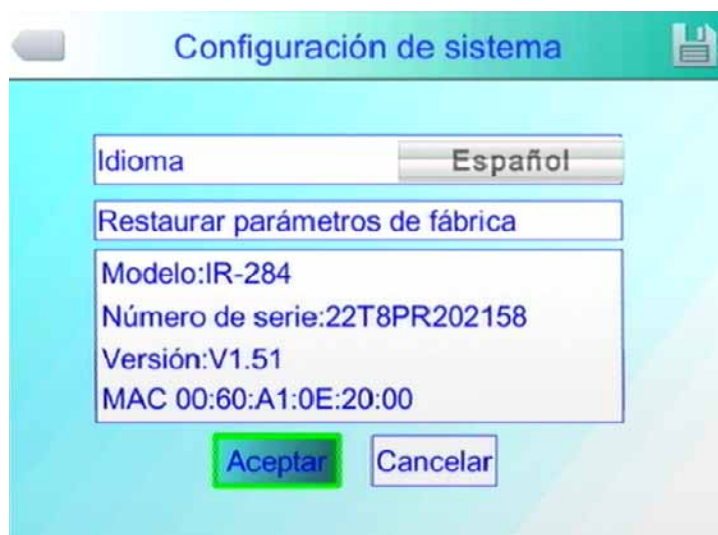 Configuración de sistema
Idioma Español
Restaurar parámetros de fábrica
Modelo:IR-284
Número de serie:22T8PR202158
Versión:V1.51
MAC 00:60:A1:0E:20:00
Aceptar Cancelar